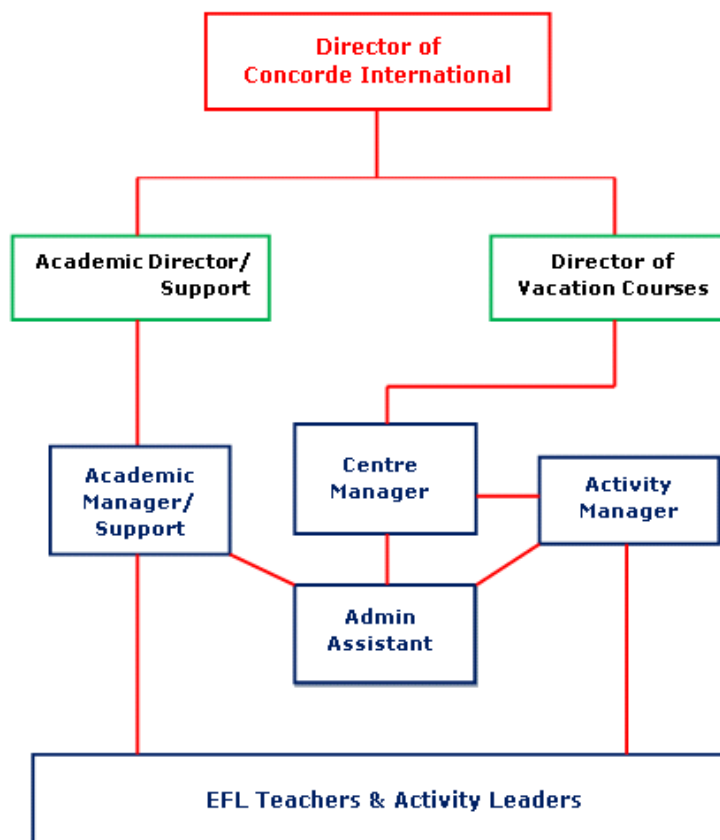 Director of
Concorde International
Academic Director/
Support
Director of
Vacation Courses
Academic
Manager/
Support
Centre
Manager
Activity
Manager
Admin
Assistant
EFL Teachers & Activity Leaders